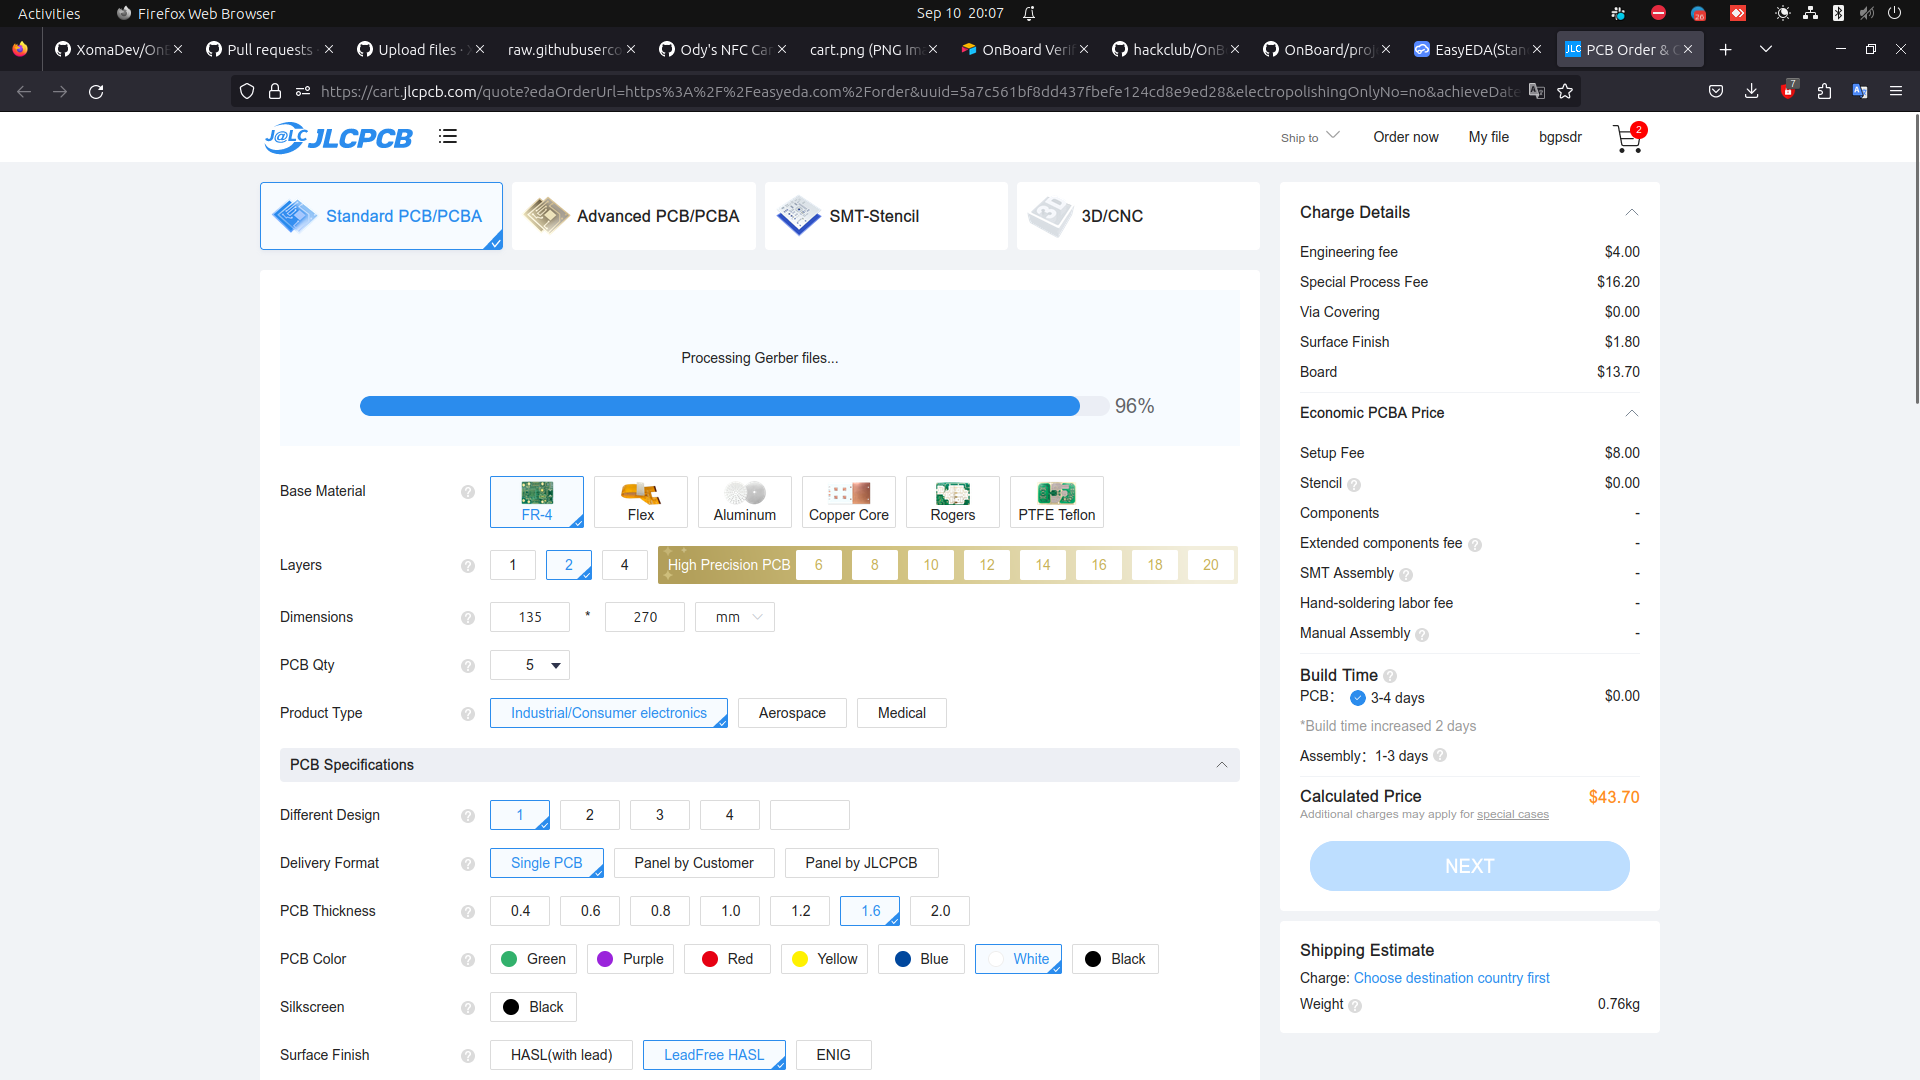 Activities
Firefox Web Browser
Sep 10 20:07
26
XomaDev/OnB
Pull requests ·
Upload files ·
raw.githubuserco
Ody's NFC Car
cart.png (PNG Im
OnBoard Verif
hackclub/OnB
OnBoard/proj
EasyEDA(Stan
JLC
PCB Order & O
https://cart.jlcpcb.com/quote?edaOrderUrl=https%3A%2F%2Feasyeda.com%2Forder&uuid=5a7c561bf8dd437fbefe124cd8e9ed28&electropolishingOnlyNo=no&achieveDate
7
J@LC JLCPCB
Ship to
Order now
My file
bgpsdr
2
Standard PCB/PCBA
Advanced PCB/PCBA
SMT-Stencil
3D
3D/CNC
Processing Gerber files...
96%
Base Material
?
FR-4
Flex
Aluminum
Copper Core
Rogers
PTFE Teflon
Layers
?
1
2
4
High Precision PCB
6
8
10
12
14
16
18
20
Dimensions
?
135
*
270
mm
PCB Qty
?
5
Product Type
?
Industrial/Consumer electronics
Aerospace
Medical
PCB Specifications
Different Design
?
1
2
3
4
Delivery Format
?
Single PCB
Panel by Customer
Panel by JLCPCB
PCB Thickness
?
0.4
0.6
0.8
1.0
1.2
1.6
2.0
PCB Color
?
Green
Purple
Red
Yellow
Blue
White
Black
Silkscreen
?
Black
Surface Finish
?
HASL(with lead)
LeadFree HASL
ENIG
Charge Details
Engineering fee
$4.00
Special Process Fee
$16.20
Via Covering
$0.00
Surface Finish
$1.80
Board
$13.70
Economic PCBA Price
Setup Fee
$8.00
Stencil ?
$0.00
Components
-
Extended components fee ?
-
SMT Assembly ?
-
Hand-soldering labor fee
-
Manual Assembly ?
-
Build Time ?
PCB:
3-4 days
$0.00
*Build time increased 2 days
Assembly: 1-3 days ?
Calculated Price
$43.70
Additional charges may apply for special cases
NEXT
Shipping Estimate
Charge: Choose destination country first
Weight ?
0.76kg